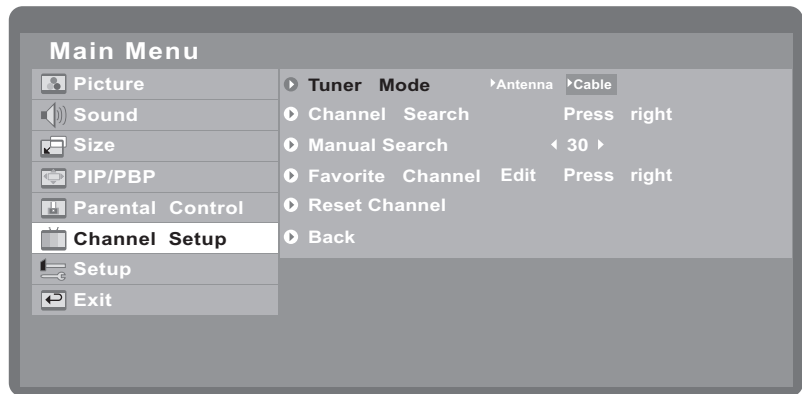 Main Menu
Picture
Sound
Size
PIP/PBP
Parental Control
Channel Setup
Setup
Exit
Tuner Mode Antenna Cable
Channel Search Press right
Manual Search 30
Favorite Channel Edit Press right
Reset Channel
Back